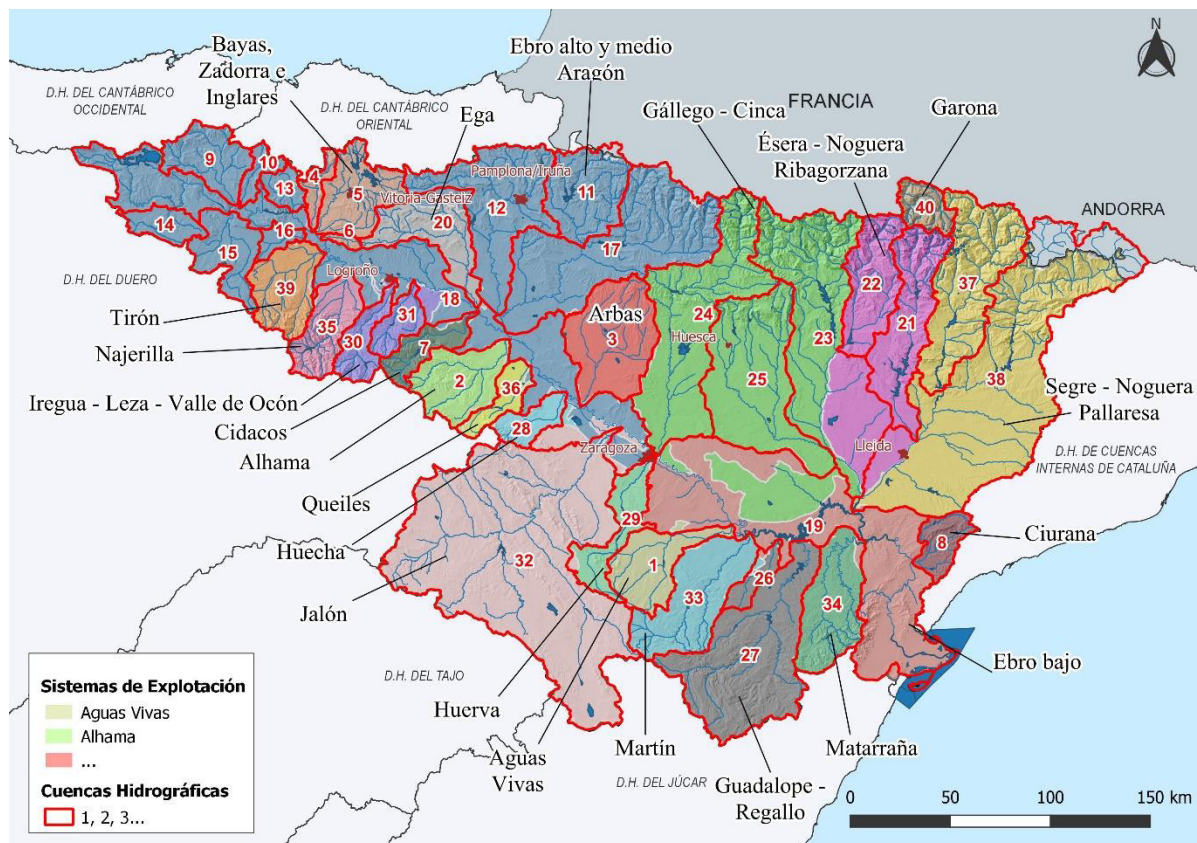 Bayas,
Zadorra e
Inglares
Ebro alto y medio
Aragón
N
D.H. DEL CANTÁBRICO
OCCIDENTAL
D.H. DEL CANTÁBRICO
ORIENTAL
Ega
Gállego - Cinca
FRANCIA
Garona
Ésera - Noguera
Ribagorzana
ANDORRA
9
10
13
4
5
Vitoria-Gasteiz
Pamplona/Iruña
11
12
20
40
14
15
16
6
17
D.H. DEL DUERO
39
Logroño
18
22
37
21
Tirón
35
30
31
7
Arbas
3
24
Huesca
23
Najerilla
2
36
25
38
Segre - Noguera
Pallaresa
Iregua - Leza - Valle de Ocón
Cidacos
28
Zaragoza
Lleida
D.H. DE CUENCAS
INTERNAS DE CATALUÑA
Alhama
Queiles
29
19
8
Ciurana
Huecha
32
1
26
33
34
Jalón
27
Ebro bajo
D.H. DEL TAJO
Huerva
Aguas
Vivas
Martín
Matarraña
D.H. DEL JÚCAR
Guadalope -
Regallo
Sistemas de Explotación
Aguas Vivas
Alhama
...
Cuencas Hidrográficas
1, 2, 3...
0 50 100 150 km